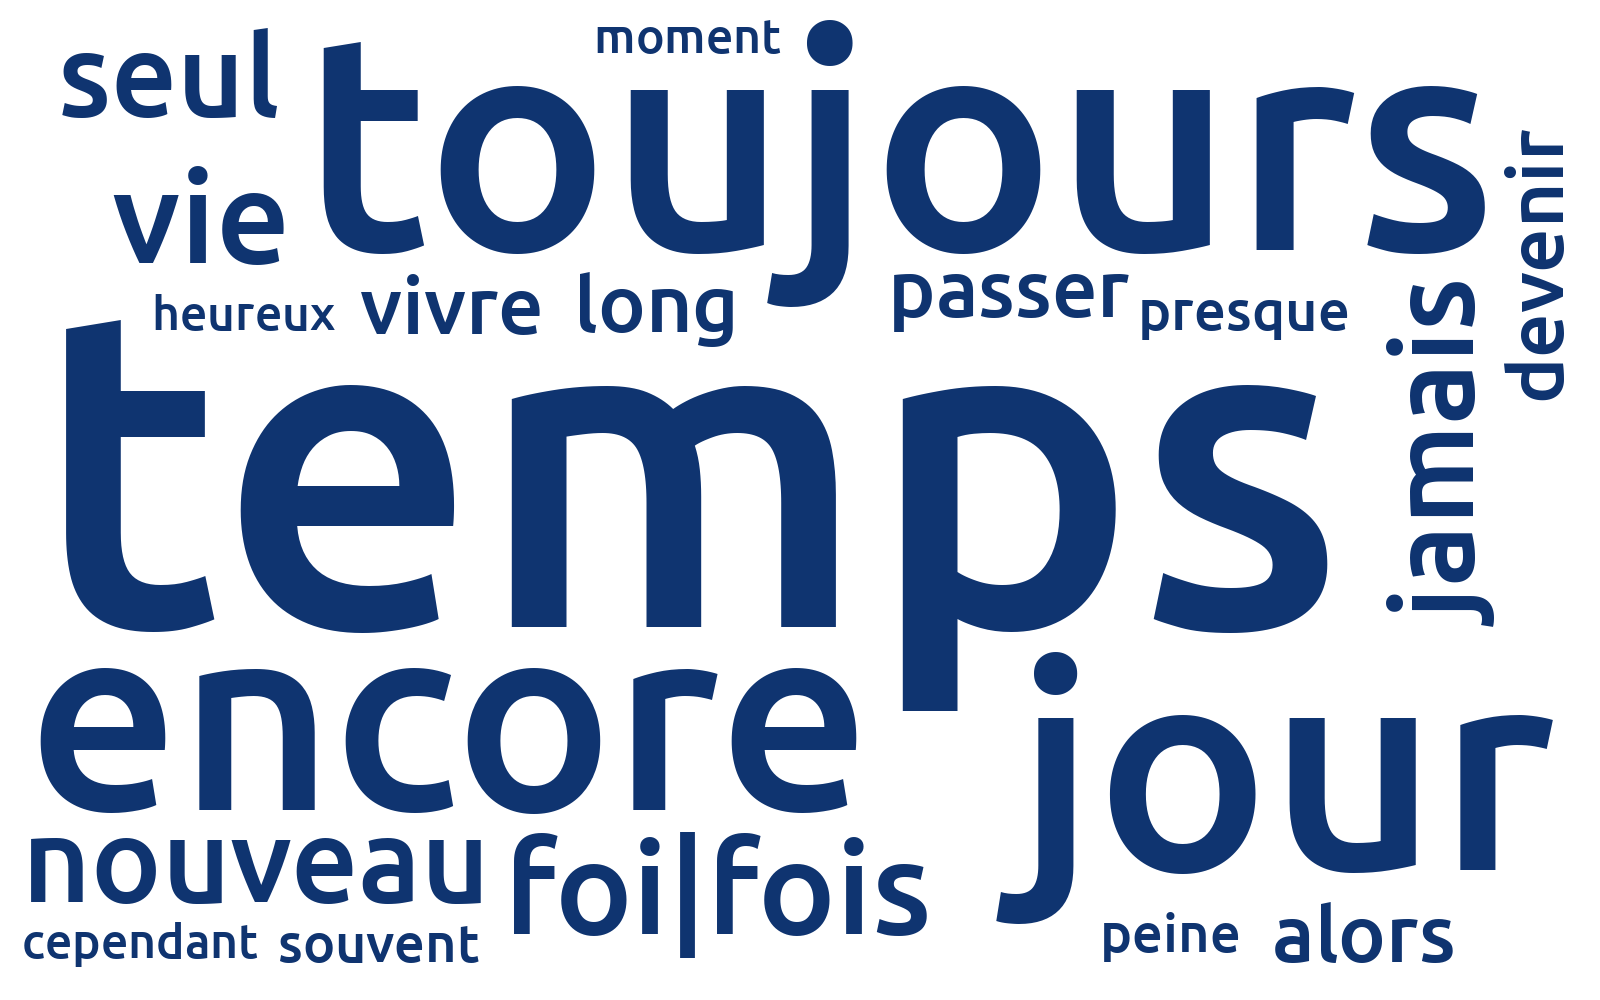 moment
seul toujours
vie
devenir
heureux vivre long passer presque
jamais
temps
encore jour
nouveau foi|fois
cependant souvent peine alors